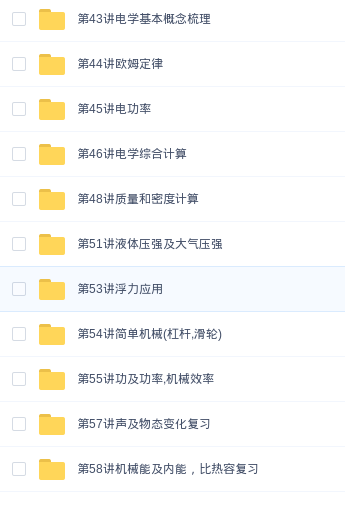 第43讲电学基本概念梳理
第44讲欧姆定律
第45讲电功率
第46讲电学综合计算
第48讲质量和密度计算
第51讲液体压强及大气压强
第53讲浮力应用
第54讲简单机械(杠杆,滑轮)
第55讲功及功率,机械效率
第57讲声及物态变化复习
第58讲机械能及内能，比热容复习